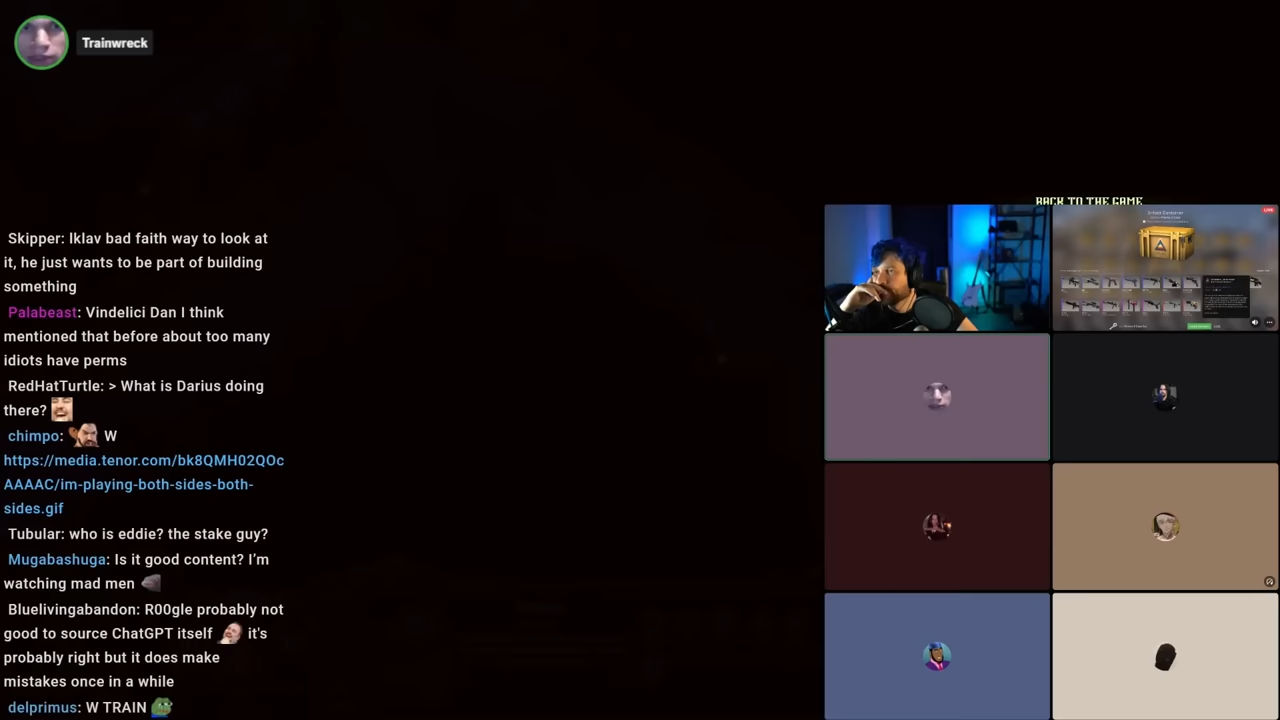 Trainwreck
BACK TO THE GAME
LIVE
Skipper: Iklav bad faith way to look at
it, he just wants to be part of building
something
Palabeast: Vindelici Dan I think
mentioned that before about too many
idiots have perms
RedHatTurtle: > What is Darius doing
there?
chimpo: W
https://media.tenor.com/bk8QMH02QOc
AAAAC/im-playing-both-sides-both-
sides.gif
Tubular: who is eddie? the stake guy?
Mugabashuga: Is it good content? I’m
watching mad men
Bluelivingabandon: R00gle probably not
good to source ChatGPT itself it's
probably right but it does make
mistakes once in a while
delprimus: W TRAIN